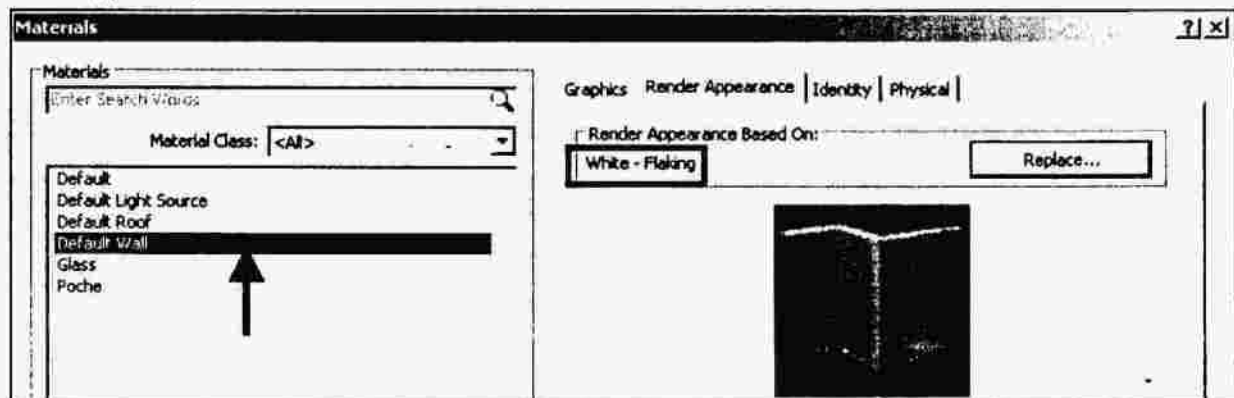 Materials
? ×
Materials
Enter Search Words
Material Class: <All>
Default
Default Light Source
Default Roof
Default Wall
Glass
Poche
Graphics Render Appearance Identity Physical
Render Appearance Based On:
White - Flaking
Replace...